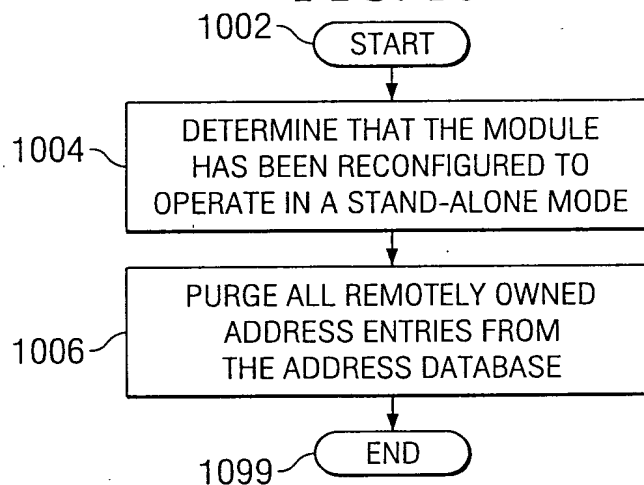 1002
START
1004
DETERMINE THAT THE MODULE
HAS BEEN RECONFIGURED TO
OPERATE IN A STAND-ALONE MODE
1006
PURGE ALL REMOTELY OWNED
ADDRESS ENTRIES FROM
THE ADDRESS DATABASE
END
1099